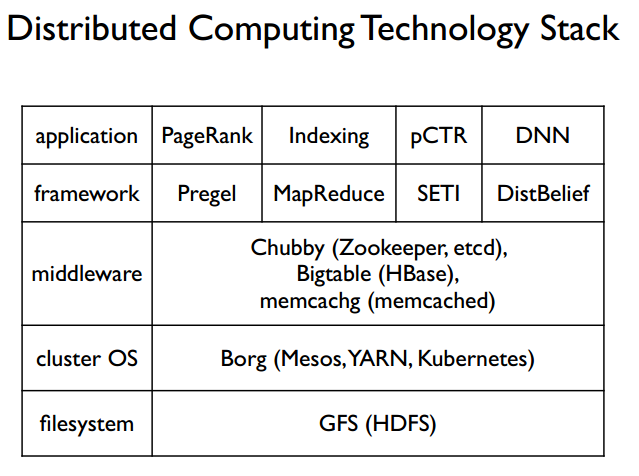 Distributed Computing Technology Stack
application PageRank Indexing pCTR DNN
framework Pregel MapReduce SETI DistBelief
middleware Chubby (Zookeeper, etcd),
Bigtable (HBase),
memcachg (memcached)
cluster OS Borg (Mesos, YARN, Kubernetes)
filesystem GFS (HDFS)